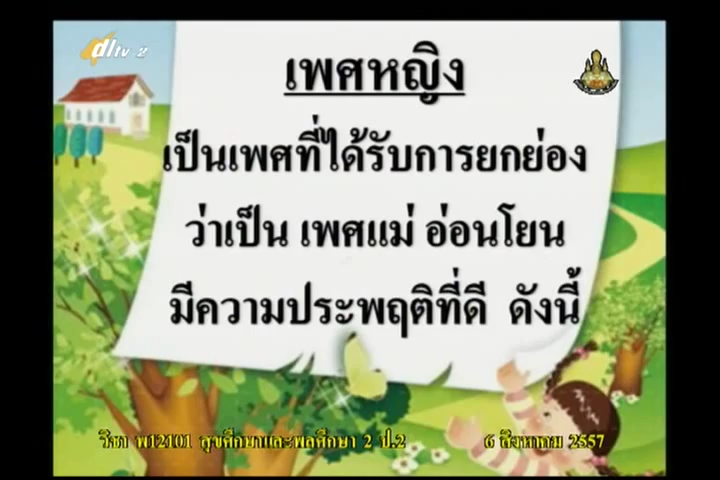 dltv 2
เพศหญิง
เป็นเพศที่ได้รับการยกย่อง
ว่าเป็น เพศแม่ อ่อนโยน
มีความประพฤติที่ดี ดังนี้
วิชา พ12101 สุขศึกษาและพลศึกษา 2 ป.2 6 สิงหาคม 2557